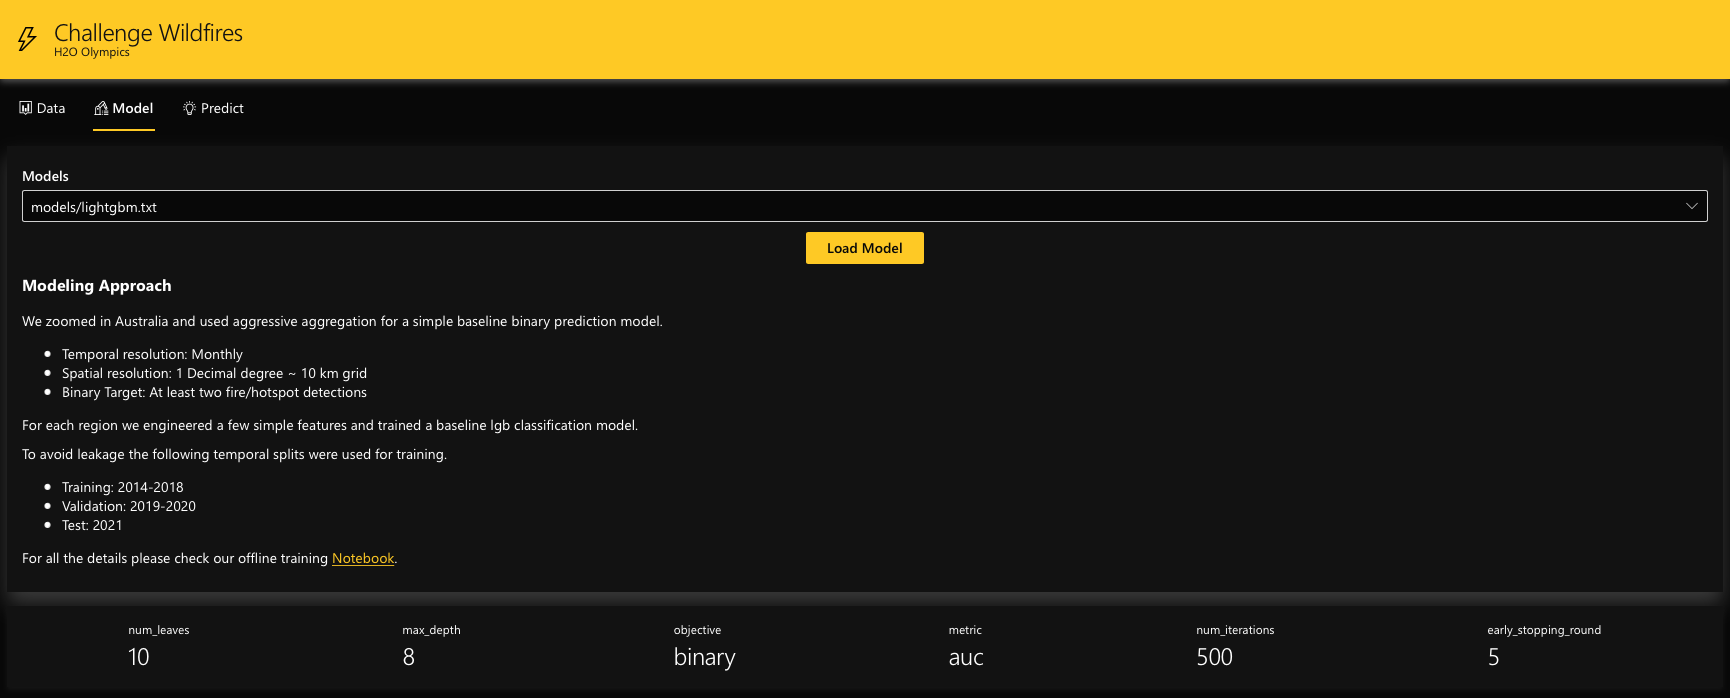 Challenge Wildfires
H2O Olympics
Data
Model
Predict
Models
models/lightgbm.txt
Load Model
Modeling Approach
We zoomed in Australia and used aggressive aggregation for a simple baseline binary prediction model.
Temporal resolution: Monthly
Spatial resolution: 1 Decimal degree ~ 10 km grid
Binary Target: At least two fire/hotspot detections
For each region we engineered a few simple features and trained a baseline lgb classification model.
To avoid leakage the following temporal splits were used for training.
Training: 2014-2018
Validation: 2019-2020
Test: 2021
For all the details please check our offline training Notebook.
num_leaves
10
max_depth
8
objective
binary
metric
auc
num_iterations
500
early_stopping_round
5